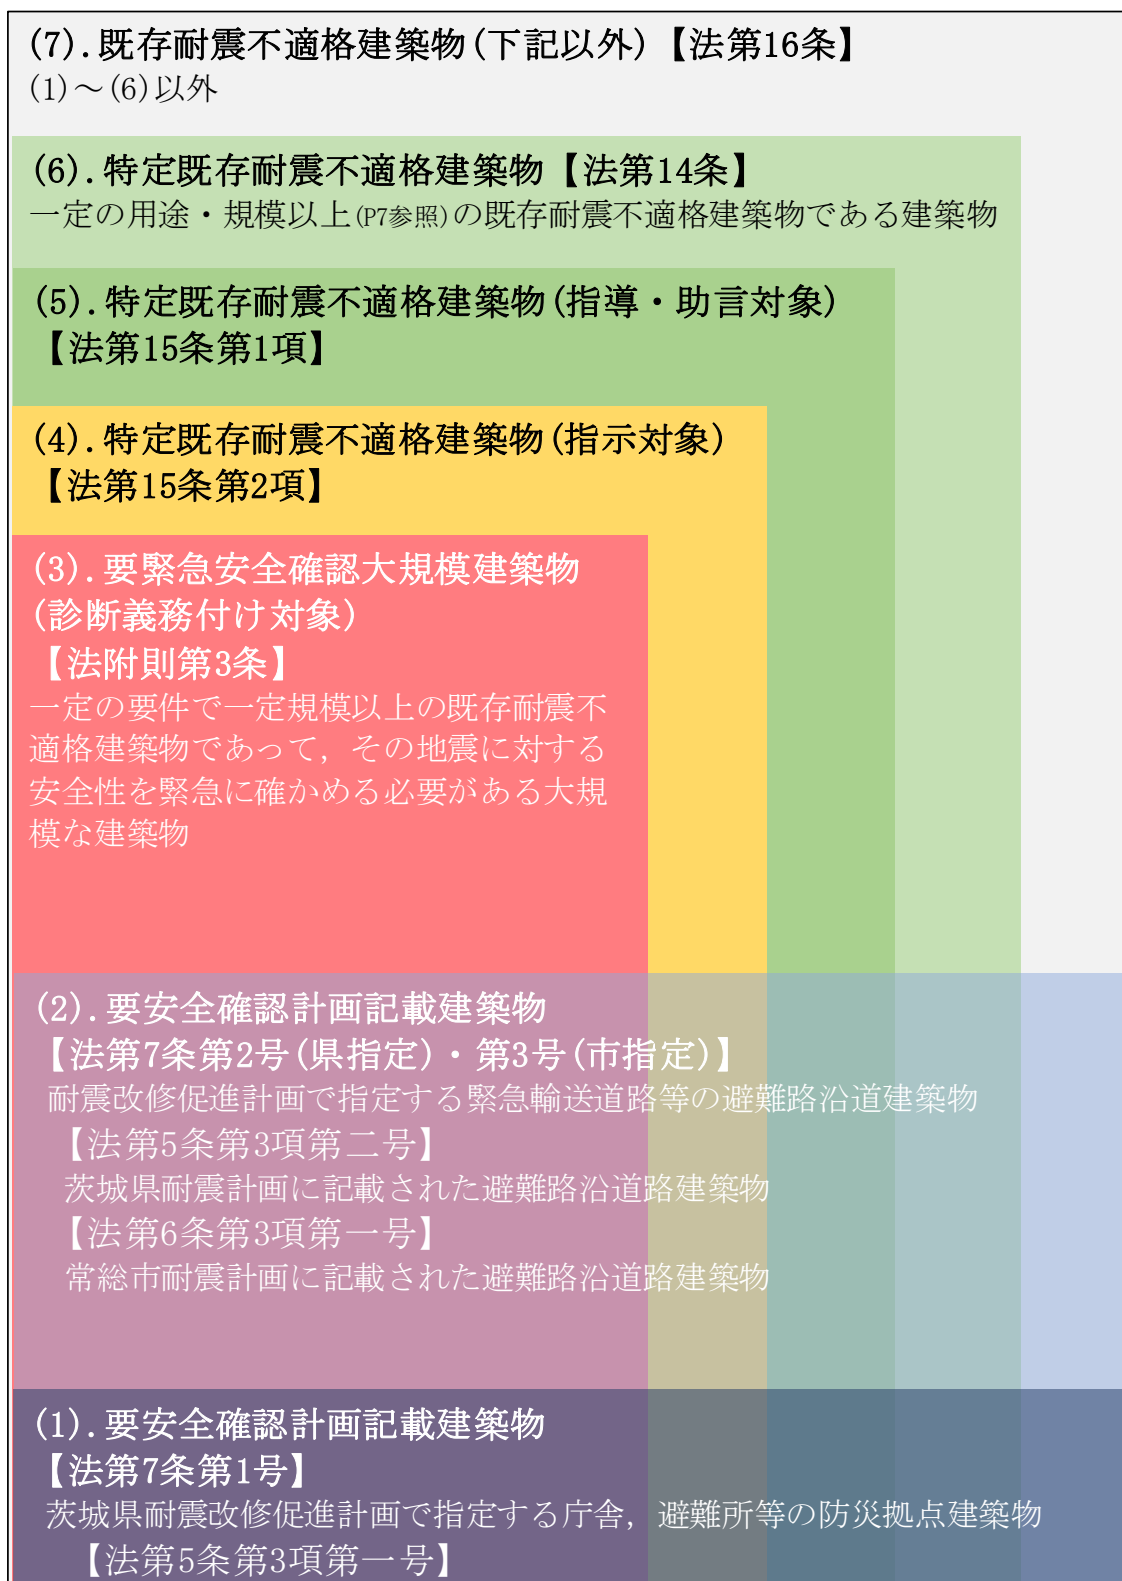 (7).既存耐震不適格建築物(下記以外)【法第16条】
(1)～(6)以外
(6).特定既存耐震不適格建築物【法第14条】
一定の用途・規模以上(P7参照)の既存耐震不適格建築物である建築物
(5).特定既存耐震不適格建築物(指導・助言対象)
【法第15条第1項】
(4).特定既存耐震不適格建築物(指示対象)
【法第15条第2項】
(3).要緊急安全確認大規模建築物
(診断義務付け対象)
【法附則第3条】
一定の要件で一定規模以上の既存耐震不
適格建築物であって，その地震に対する
安全性を緊急に確かめる必要がある大規
模な建築物
(2).要安全確認計画記載建築物
【法第7条第2号(県指定)・第3号(市指定)】
耐震改修促進計画で指定する緊急輸送道路等の避難路沿道建築物
【法第5条第3項第二号】
茨城県耐震計画に記載された避難路沿道路建築物
【法第6条第3項第一号】
常総市耐震計画に記載された避難路沿道路建築物
(1).要安全確認計画記載建築物
【法第7条第1号】
茨城県耐震改修促進計画で指定する庁舎，避難所等の防災拠点建築物
【法第5条第3項第一号】